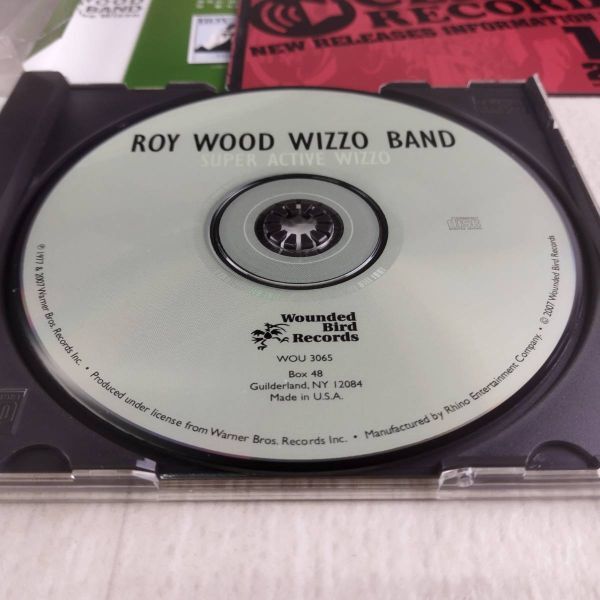 WOOD
BAND
RECORD
NEW RELEASES INFORMATION
ROY WOOD WIZZO BAND
SUPER ACTIVE WIZZO
Wounded
Bird
Records
WOU 3065
Box 48
Guilderland, NY 12084
Made in U.S.A.
℗ 1977 & 2007 Warner Bros. Records Inc. • Produced under license from Warner Bros. Records Inc. • Manufactured by Rhino Entertainment Company. • © 2007 Wounded Bird Records